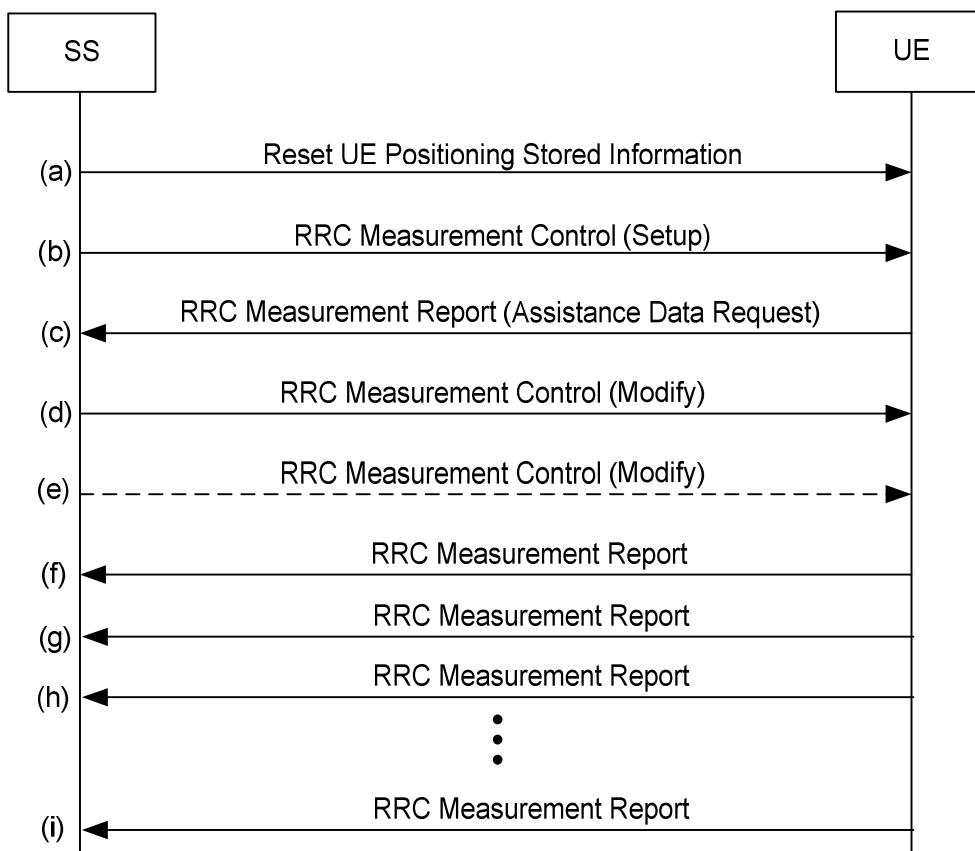 SS
UE
Reset UE Positioning Stored Information
(a)
RRC Measurement Control (Setup)
(b)
RRC Measurement Report (Assistance Data Request)
(c)
RRC Measurement Control (Modify)
(d)
RRC Measurement Control (Modify)
(e)
RRC Measurement Report
(f)
RRC Measurement Report
(g)
RRC Measurement Report
(h)
RRC Measurement Report
(i)